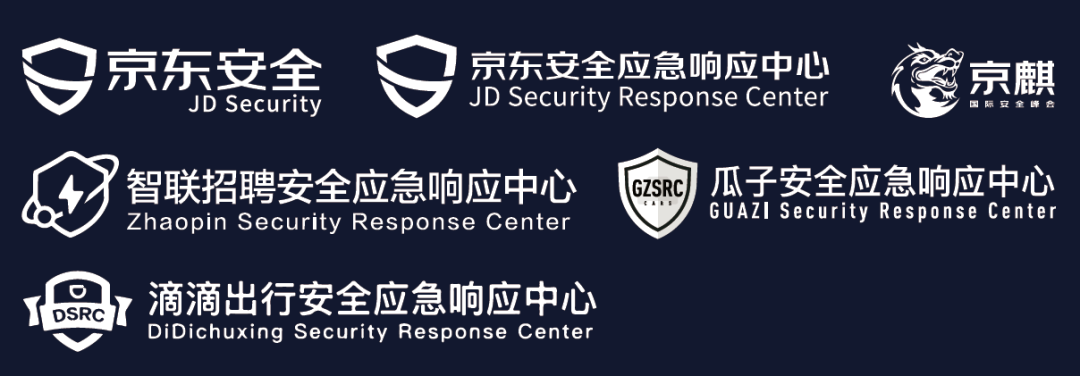 京东安全
JD Security
京东安全应急响应中心
JD Security Response Center
京麒
国际安全峰会
智联招聘安全应急响应中心
Zhaopin Security Response Center
GZSRC
CARS
瓜子安全应急响应中心
GUAZI Security Response Center
DSRC
滴滴出行安全应急响应中心
DiDichuxing Security Response Center